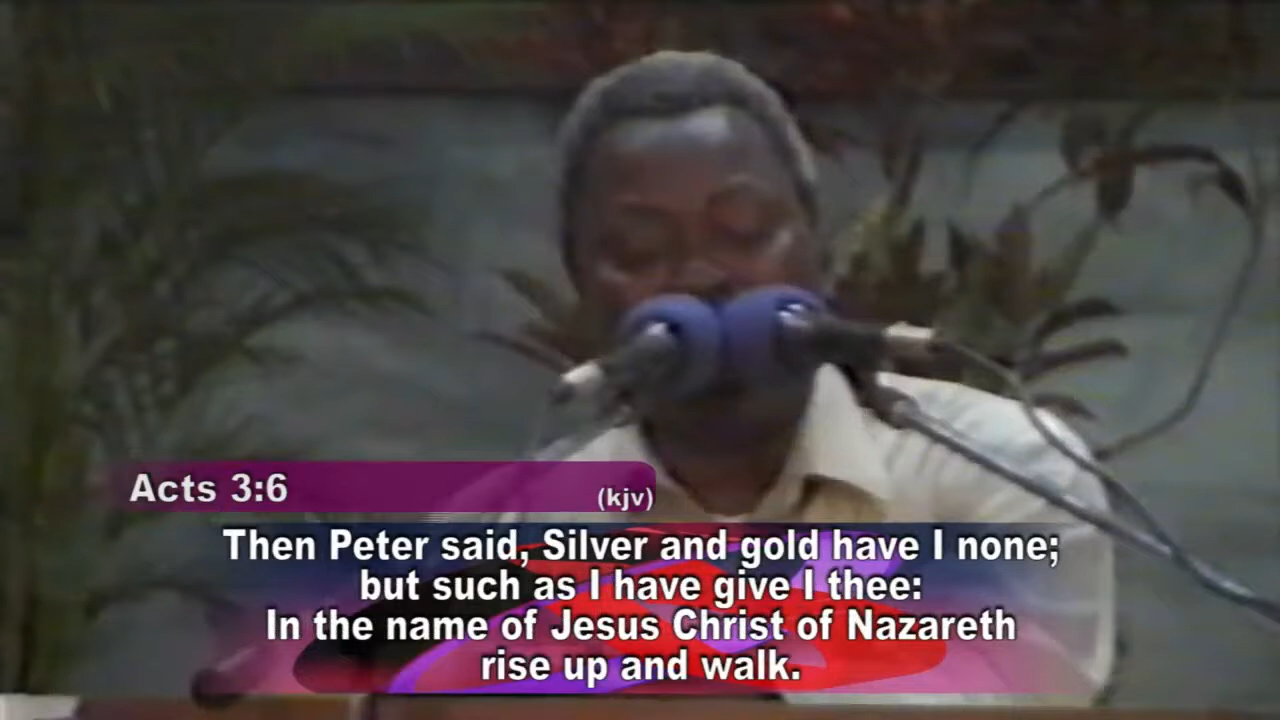 Acts 3:6
(kjv)
Then Peter said, Silver and gold have I none;
but such as I have give I thee:
In the name of Jesus Christ of Nazareth
rise up and walk.